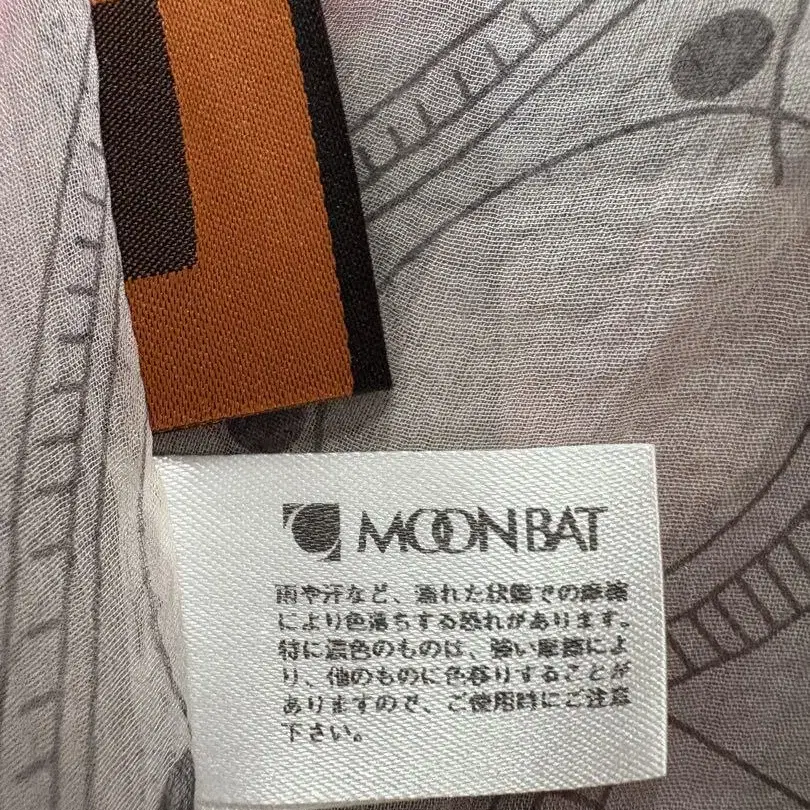 MOONBAT
雨や汗など、濡れた状態での摩擦
により色落ちする恐れがあります。
特に濃色のものは、強い摩擦によ
り、他のものに色移りすることが
ありますので、ご使用時にご注意
下さい。